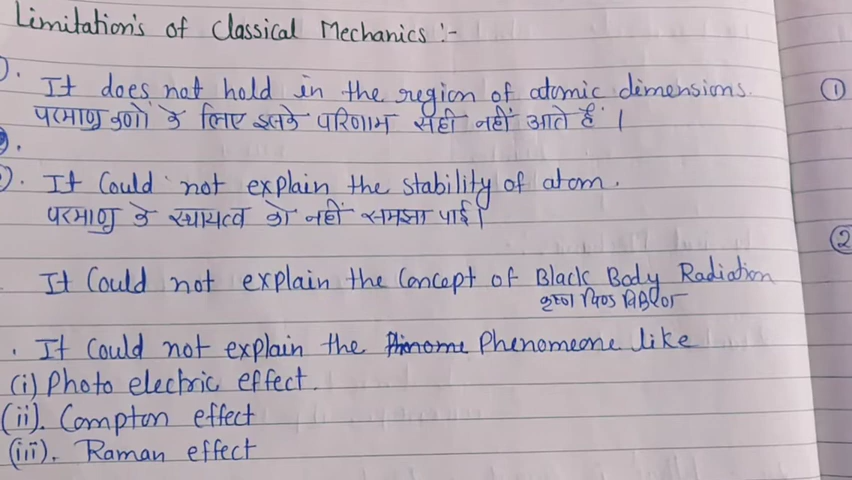 Limitation's of Classical Mechanics :-
). It does not hold in the region of atomic dimensions.
परमाणु कणों के लिए इसके परिणाम सही नहीं आते हैं ।
). It Could not explain the stability of atom.
परमाणु के स्थायत्व को नहीं समझा पाई।
It Could not explain the Concept of Black Body Radiation
कृष्ण पिण्ड विकिरण
. It Could not explain the Phenomeone like
(i) Photo electric effect.
(ii). Compton effect
(iii). Raman effect
①
②